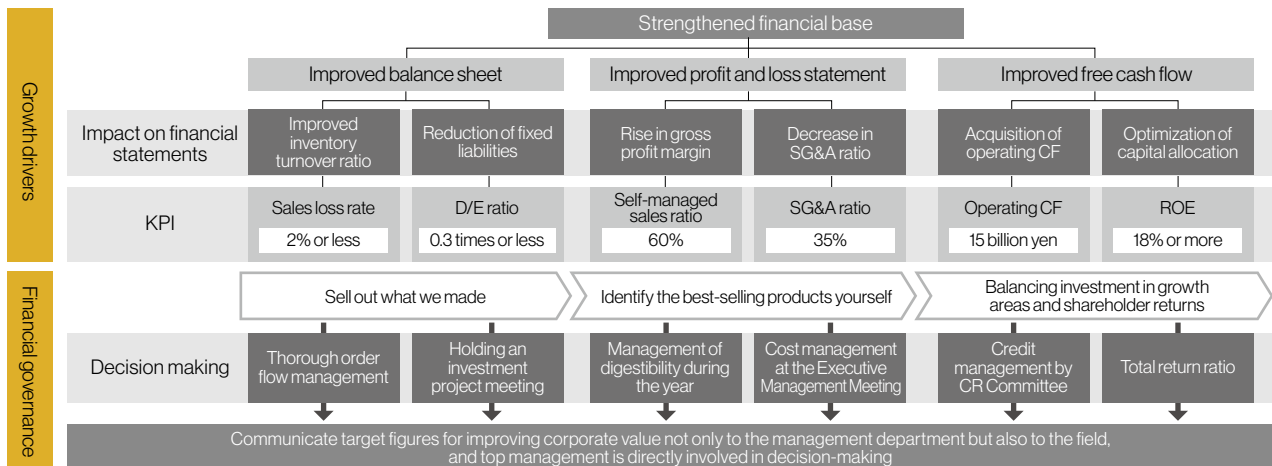 Strengthened financial base
Growth drivers
Improved balance sheet
Improved profit and loss statement
Improved free cash flow
Impact on financial
statements
Improved
inventory
turnover ratio
Reduction of fixed
liabilities
Rise in gross
profit margin
Decrease in
SG&A ratio
Acquisition of
operating CF
Optimization of
capital allocation
KPI
Sales loss rate
2% or less
D/E ratio
0.3 times or less
Self-managed
sales ratio
60%
SG&A ratio
35%
Operating CF
15 billion yen
ROE
18% or more
Financial governance
Sell out what we made
Identify the best-selling products yourself
Balancing investment in growth
areas and shareholder returns
Decision making
Thorough order
flow management
Holding an
investment
project meeting
Management of
digestibility during
the year
Cost management
at the Executive
Management Meeting
Credit
management by
CR Committee
Total return ratio
Communicate target figures for improving corporate value not only to the management department but also to the field,
and top management is directly involved in decision-making